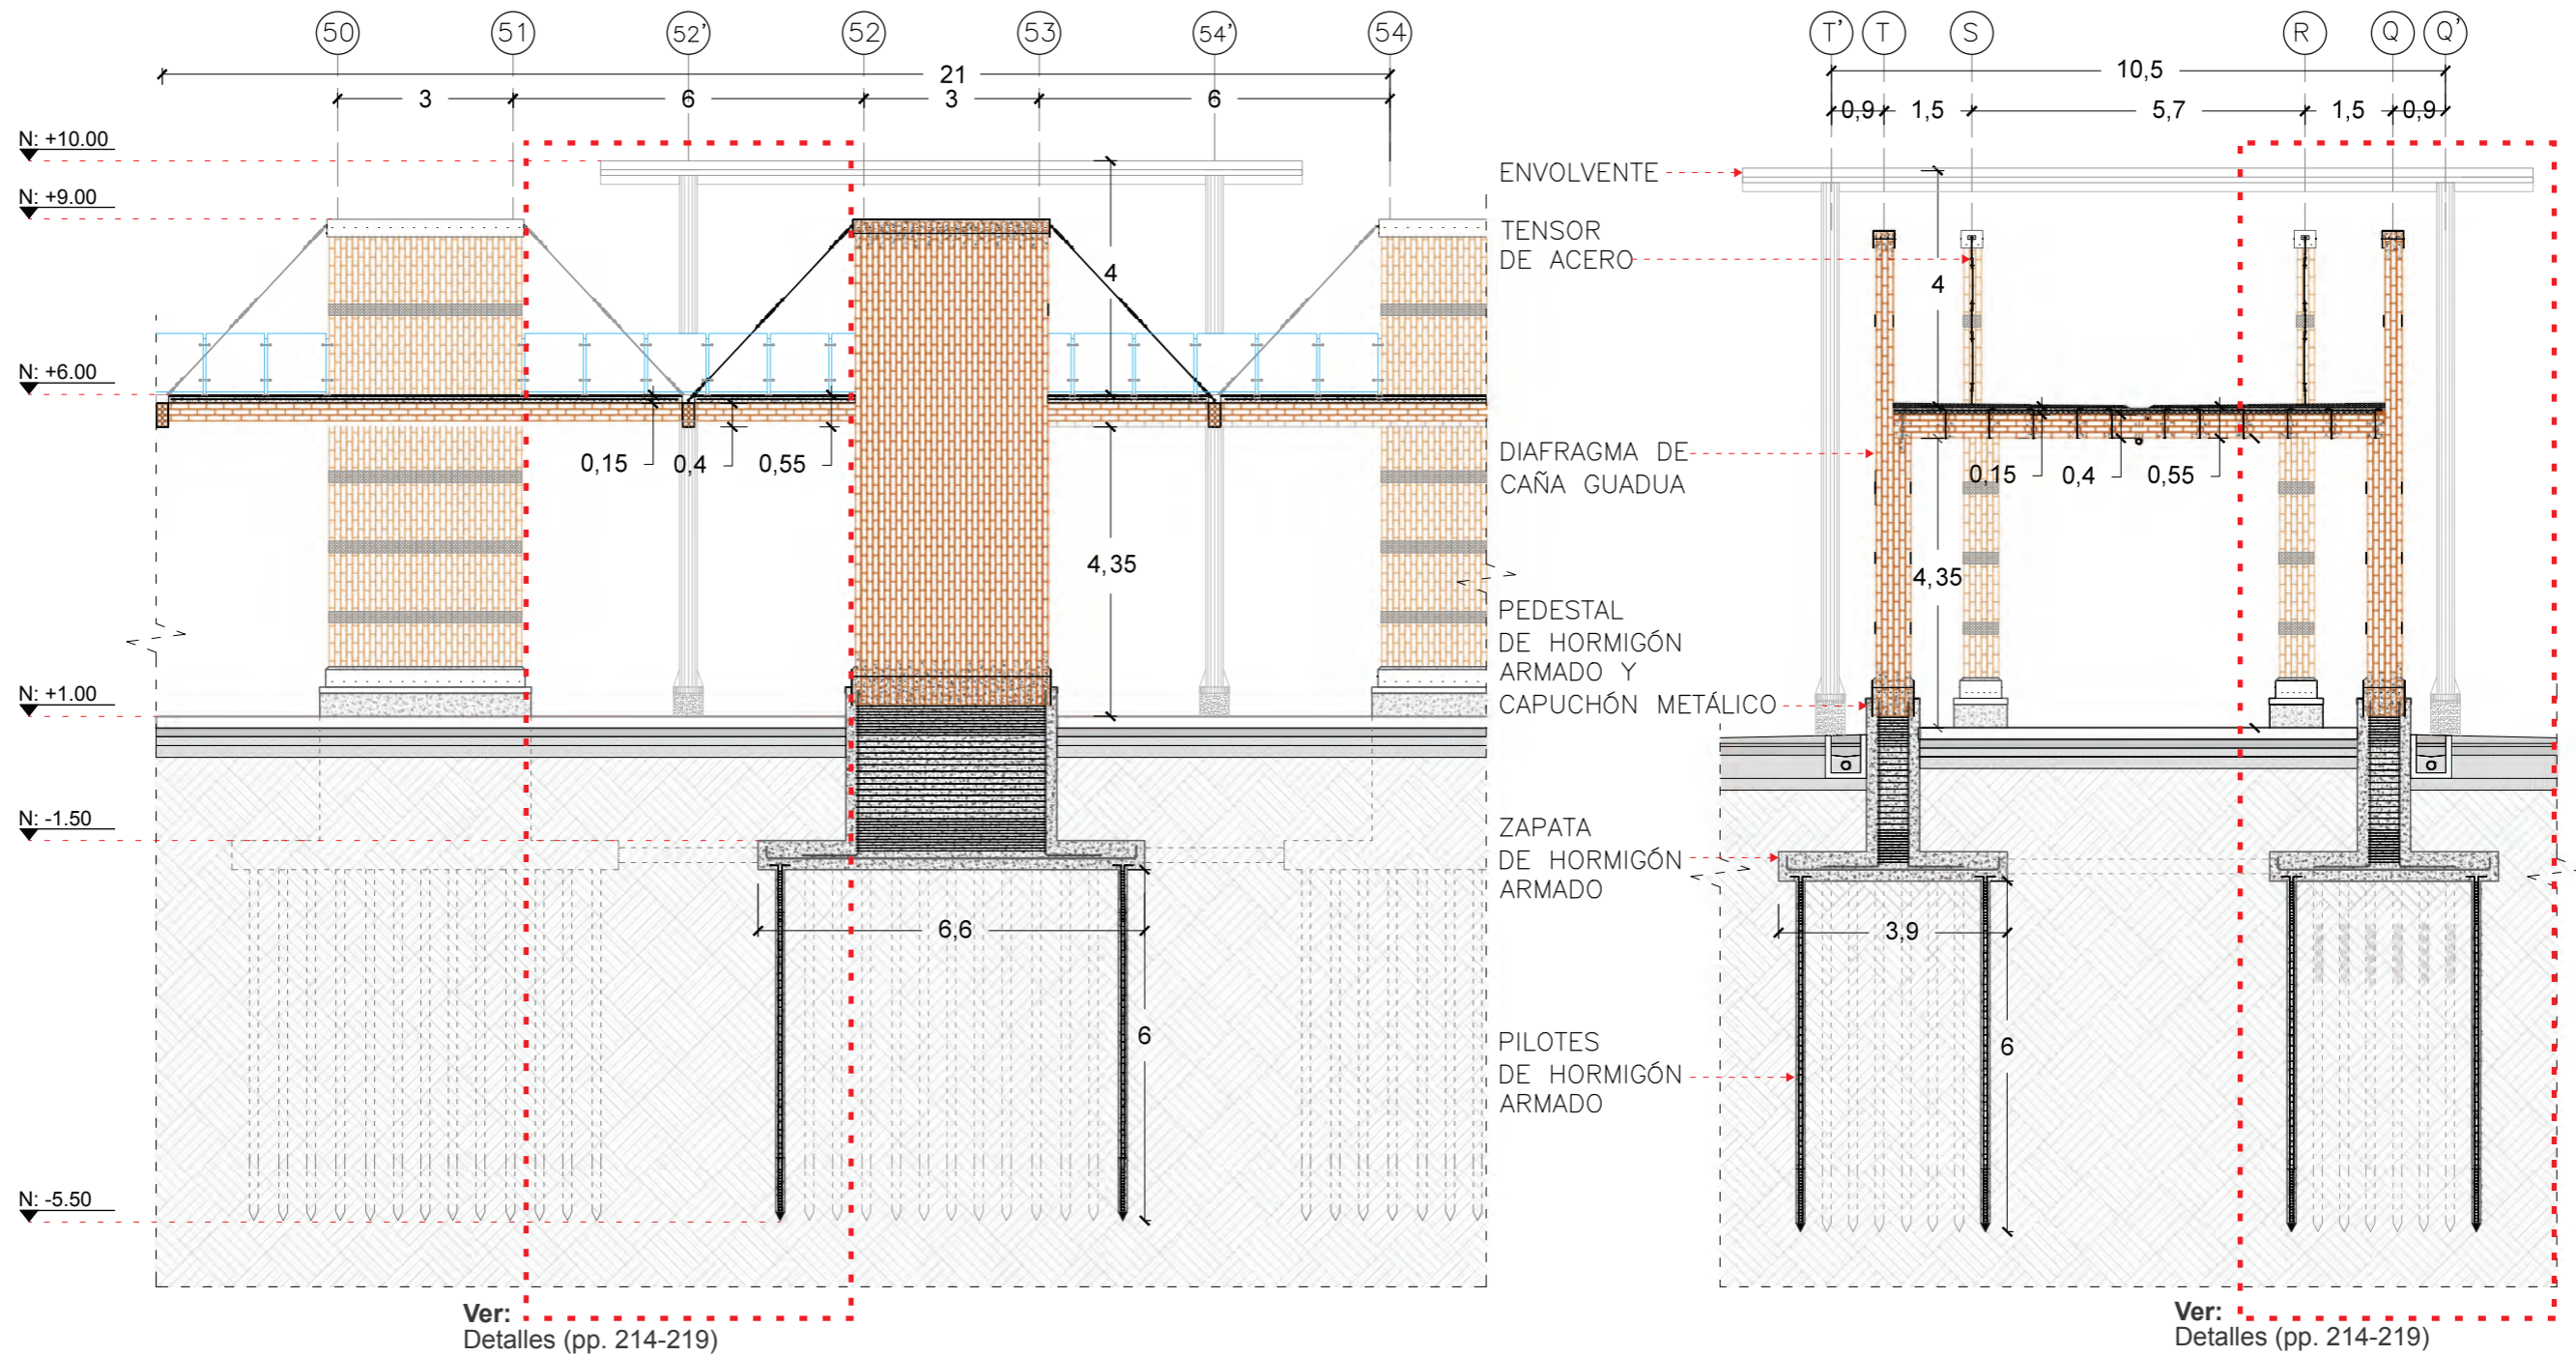 50 51 52' 52 53 54' 54
21
3 6 3 6
N: +10.00
N: +9.00
4
N: +6.00
0,15 0,4 0,55
4,35
N: +1.00
N: -1.50
6,6
6
N: -5.50
Ver:
Detalles (pp. 214-219)
ENVOLVENTE
TENSOR
DE ACERO
DIAFRAGMA DE
CAÑA GUADUA
PEDESTAL
DE HORMIGÓN
ARMADO Y
CAPUCHÓN METÁLICO
ZAPATA
DE HORMIGÓN
ARMADO
PILOTES
DE HORMIGÓN
ARMADO
T' T S R Q Q'
10,5
0,9 1,5 5,7 1,5 0,9
4
0,15 0,4 0,55
4,35
3,9
6
Ver:
Detalles (pp. 214-219)